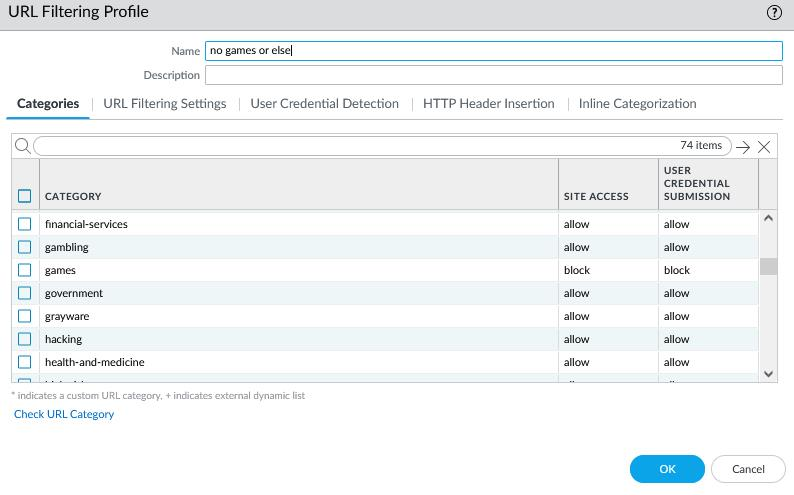 URL Filtering Profile
Name no games or else
Description
Categories URL Filtering Settings User Credential Detection HTTP Header Insertion Inline Categorization
74 items
CATEGORY SITE ACCESS USER CREDENTIAL SUBMISSION
financial-services allow allow
gambling allow allow
games block block
government allow allow
grayware allow allow
hacking allow allow
health-and-medicine allow allow
* indicates a custom URL category, + indicates external dynamic list
Check URL Category
OK Cancel